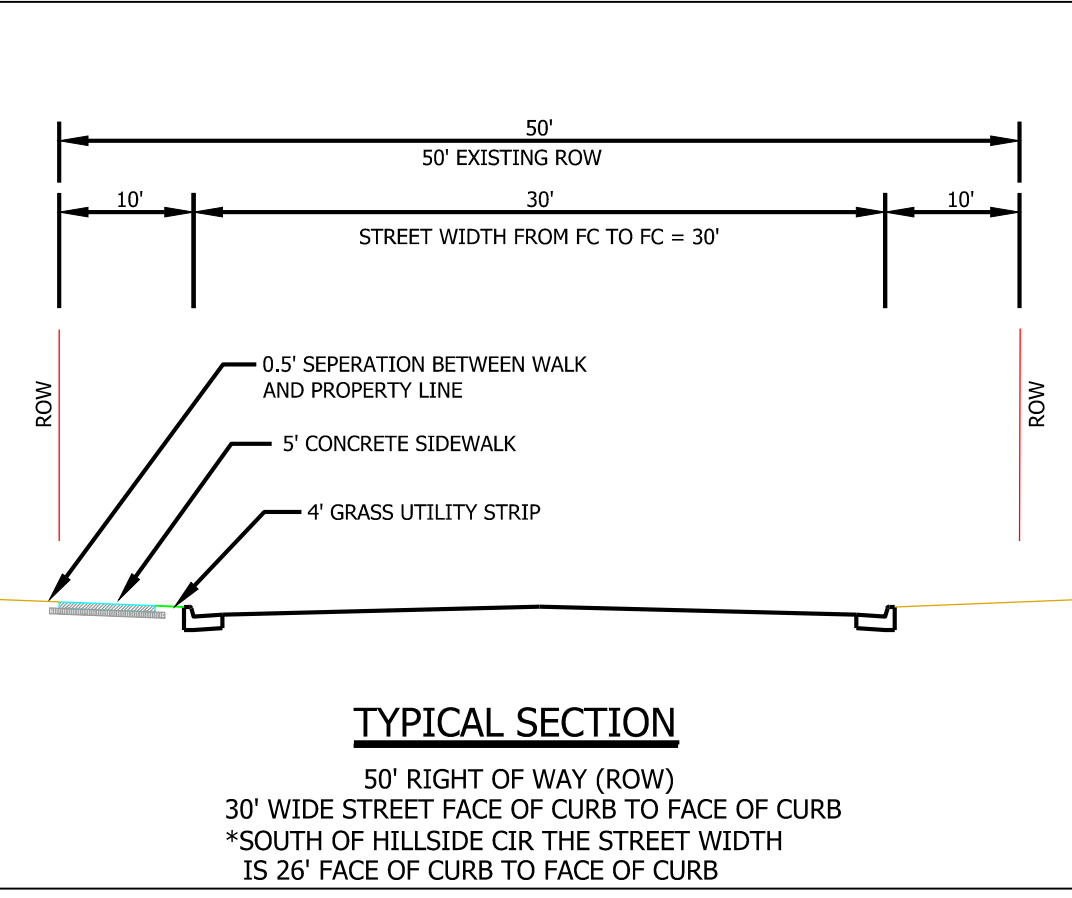 50'
50' EXISTING ROW
10'
30'
10'
STREET WIDTH FROM FC TO FC = 30'
ROW
ROW
0.5' SEPERATION BETWEEN WALK
AND PROPERTY LINE
5' CONCRETE SIDEWALK
4' GRASS UTILITY STRIP
TYPICAL SECTION
50' RIGHT OF WAY (ROW)
30' WIDE STREET FACE OF CURB TO FACE OF CURB
*SOUTH OF HILLSIDE CIR THE STREET WIDTH
IS 26' FACE OF CURB TO FACE OF CURB